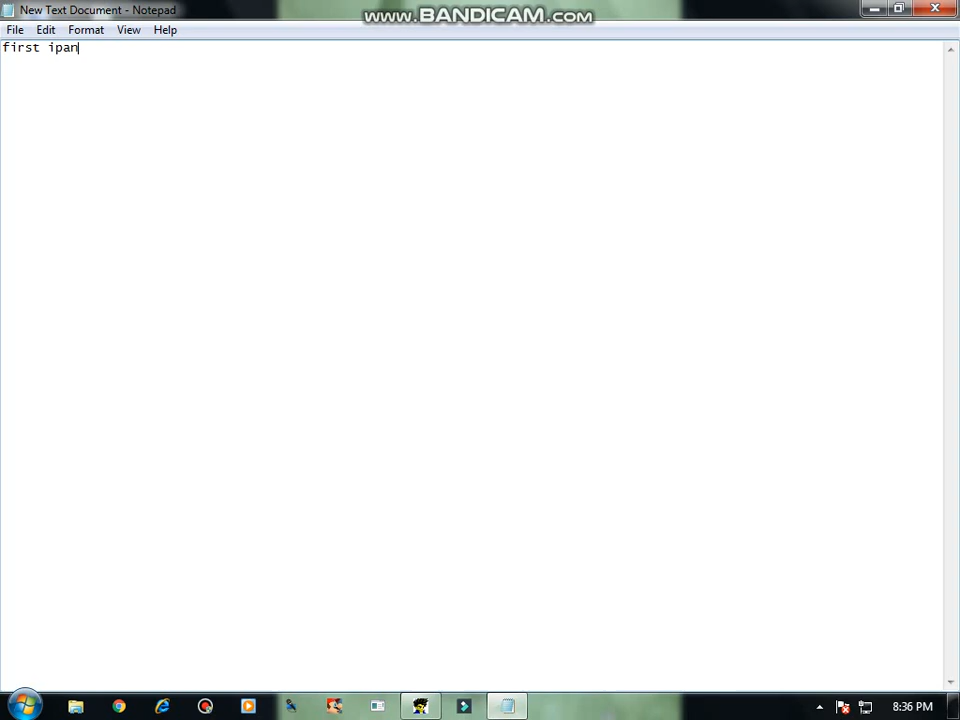 New Text Document - Notepad
www.BANDICAM.com
File Edit Format View Help
first ipan
8:36 PM